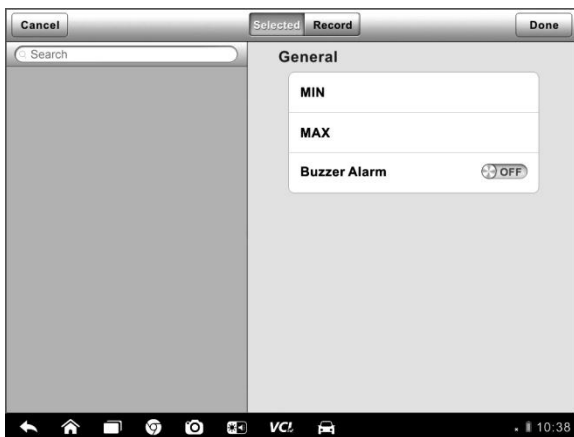 Cancel
Selected Record
Done
Search
General
MIN
MAX
Buzzer Alarm OFF
VCI
10:38